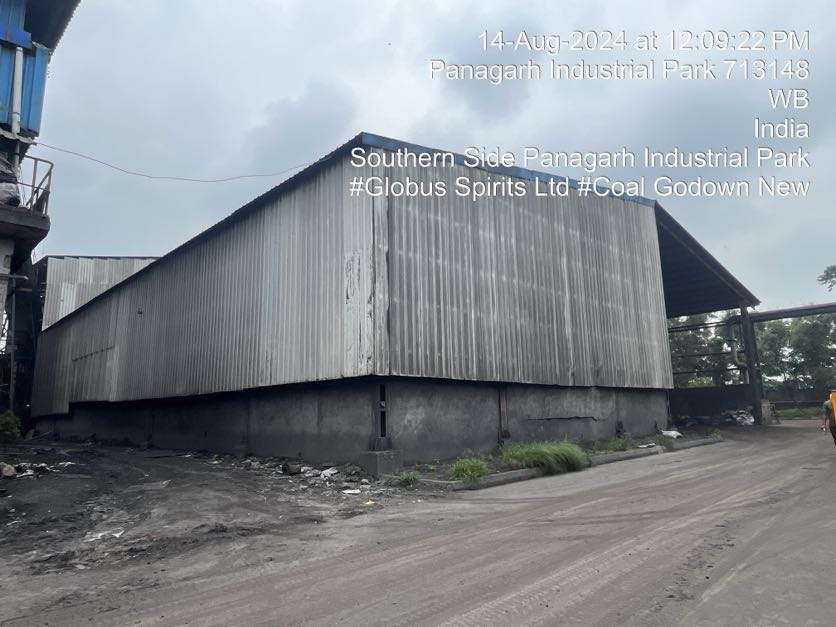 14-Aug-2024 at 12:09:22 PM
Panagarh Industrial Park 713148
WB
India
Southern Side Panagarh Industrial Park
#Globus Spirits Ltd #Coal Godown New